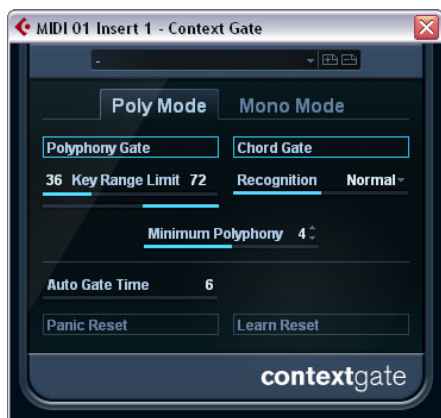 MIDI 01 Insert 1 - Context Gate
-
Poly Mode Mono Mode
Polyphony Gate Chord Gate
36 Key Range Limit 72 Recognition Normal
Minimum Polyphony 4
Auto Gate Time 6
Panic Reset Learn Reset
contextgate